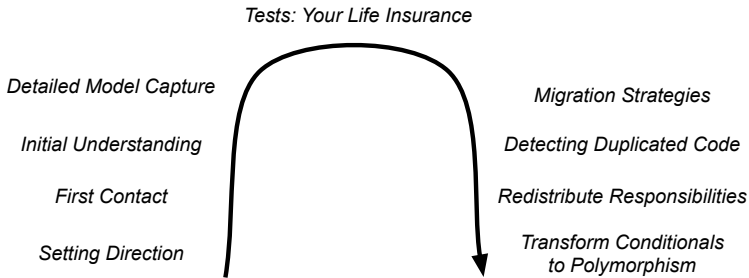 Tests: Your Life Insurance
Detailed Model Capture
Migration Strategies
Initial Understanding
Detecting Duplicated Code
First Contact
Redistribute Responsibilities
Setting Direction
Transform Conditionals
to Polymorphism